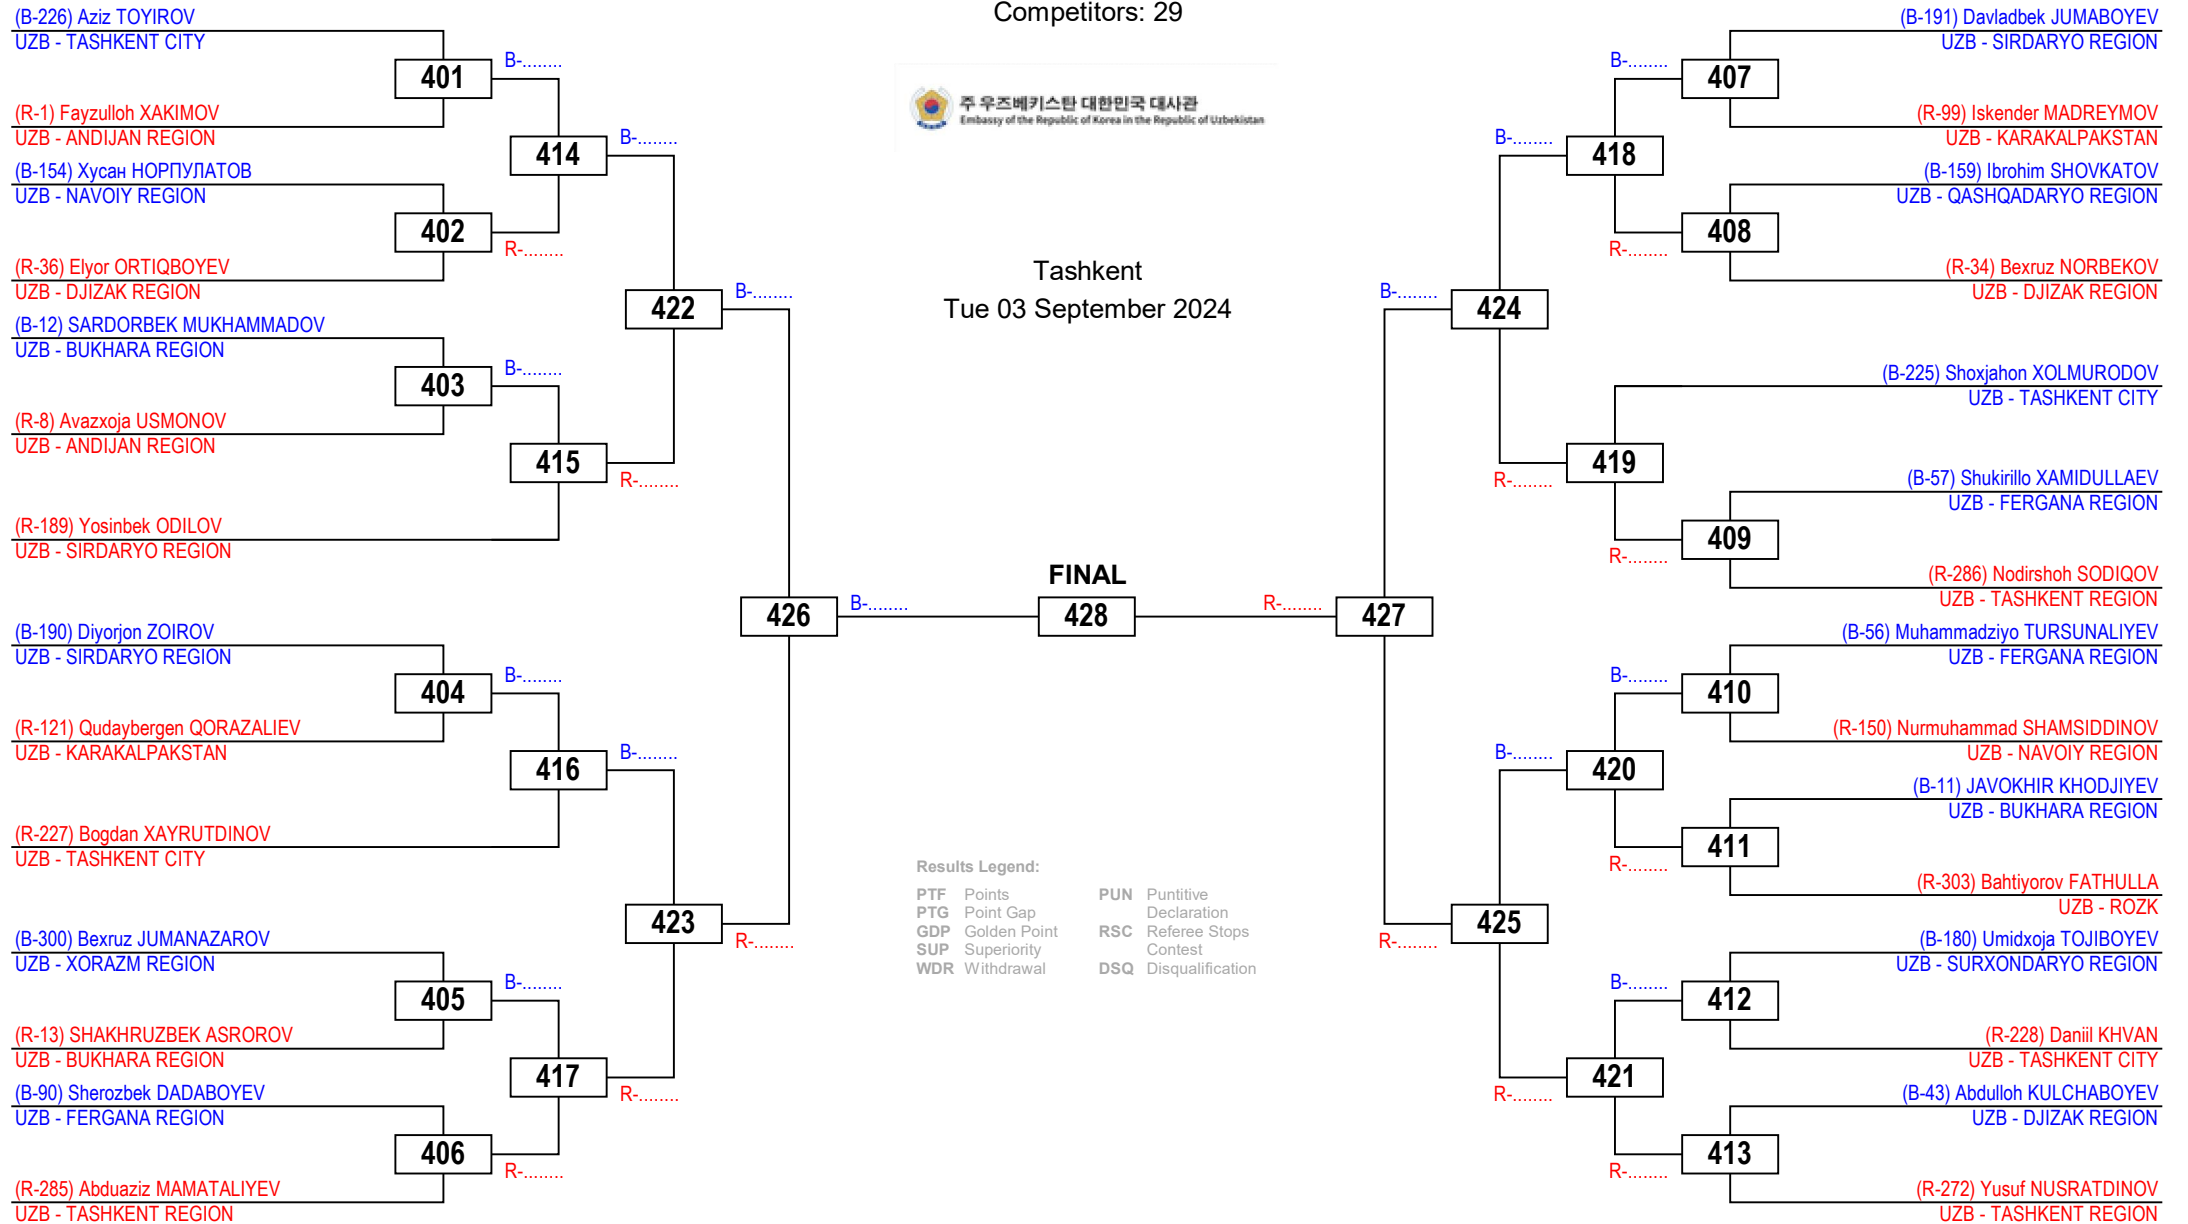 Competitors: 29
주 우즈베키스탄 대한민국 대사관
Embassy of the Republic of Korea in the Republic of Uzbekistan
Tashkent
Tue 03 September 2024
(B-226) Aziz TOYIROV
UZB - TASHKENT CITY
401
B-........
(R-1) Fayzulloh XAKIMOV
UZB - ANDIJAN REGION
414
B-........
(B-154) Хусан НОРПУЛАТОВ
UZB - NAVOIY REGION
402
R-........
(R-36) Elyor ORTIQBOYEV
UZB - DJIZAK REGION
422
B-........
(B-12) SARDORBEK MUKHAMMADOV
UZB - BUKHARA REGION
403
B-........
(R-8) Avazxoja USMONOV
UZB - ANDIJAN REGION
415
R-........
(R-189) Yosinbek ODILOV
UZB - SIRDARYO REGION
426
B-........
(B-190) Diyorjon ZOIROV
UZB - SIRDARYO REGION
404
B-........
(R-121) Qudaybergen QORAZALIEV
UZB - KARAKALPAKSTAN
416
B-........
(R-227) Bogdan XAYRUTDINOV
UZB - TASHKENT CITY
423
R-........
(B-300) Bexruz JUMANAZAROV
UZB - XORAZM REGION
405
B-........
(R-13) SHAKHRUZBEK ASROROV
UZB - BUKHARA REGION
417
R-........
(B-90) Sherozbek DADABOYEV
UZB - FERGANA REGION
406
R-........
(R-285) Abduaziz MAMATALIYEV
UZB - TASHKENT REGION
FINAL
428
Results Legend:
PTF Points
PTG Point Gap
GDP Golden Point
SUP Superiority
WDR Withdrawal
PUN Puntitive
Declaration
RSC Referee Stops
Contest
DSQ Disqualification
(B-191) Davladbek JUMABOYEV
UZB - SIRDARYO REGION
B-........
407
(R-99) Iskender MADREYMOV
UZB - KARAKALPAKSTAN
B-........
418
(B-159) Ibrohim SHOVKATOV
UZB - QASHQADARYO REGION
408
R-........
(R-34) Bexruz NORBEKOV
UZB - DJIZAK REGION
B-........
424
(B-225) Shoxjahon XOLMURODOV
UZB - TASHKENT CITY
419
R-........
(B-57) Shukirillo XAMIDULLAEV
UZB - FERGANA REGION
409
R-........
(R-286) Nodirshoh SODIQOV
UZB - TASHKENT REGION
R-........
427
(B-56) Muhammadziyo TURSUNALIYEV
UZB - FERGANA REGION
B-........
410
(R-150) Nurmuhammad SHAMSIDDINOV
UZB - NAVOIY REGION
B-........
420
(B-11) JAVOKHIR KHODJIYEV
UZB - BUKHARA REGION
411
R-........
(R-303) Bahtiyorov FATHULLA
UZB - ROZK
425
R-........
(B-180) Umidxoja TOJIBOYEV
UZB - SURXONDARYO REGION
B-........
412
(R-228) Daniil KHVAN
UZB - TASHKENT CITY
421
R-........
(B-43) Abdulloh KULCHABOYEV
UZB - DJIZAK REGION
413
R-........
(R-272) Yusuf NUSRATDINOV
UZB - TASHKENT REGION